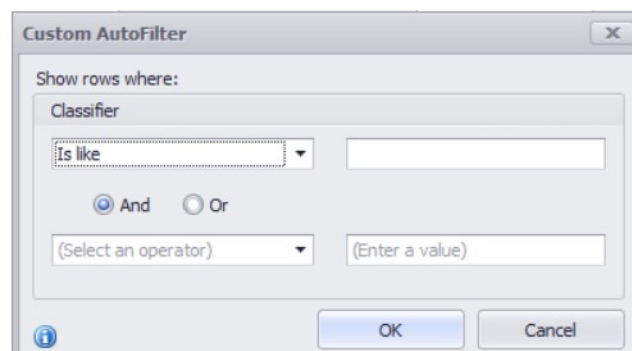 Custom AutoFilter
Show rows where:
Classifier
Is like
And Or
(Select an operator) (Enter a value)
OK Cancel